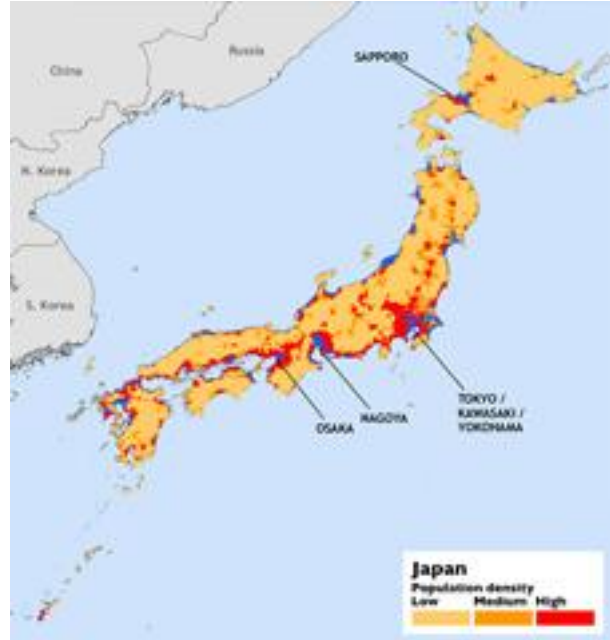 Russia
China
SAPPORO
N. Korea
S. Korea
TOKYO /
KAWASAKI /
YOKOHAMA
NAGOYA
OSAKA
Japan
Population density
Low Medium High